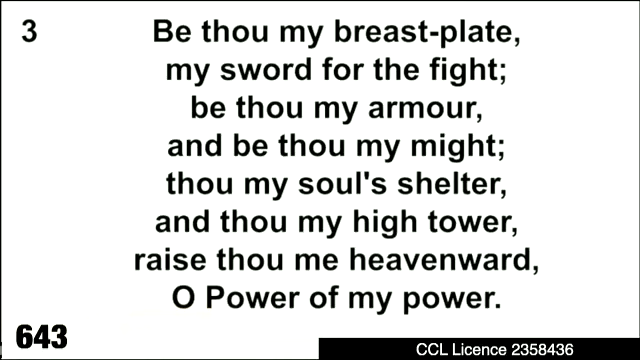 3
Be thou my breast-plate,
my sword for the fight;
be thou my armour,
and be thou my might;
thou my soul's shelter,
and thou my high tower,
raise thou me heavenward,
O Power of my power.
643
CCL Licence 2358436